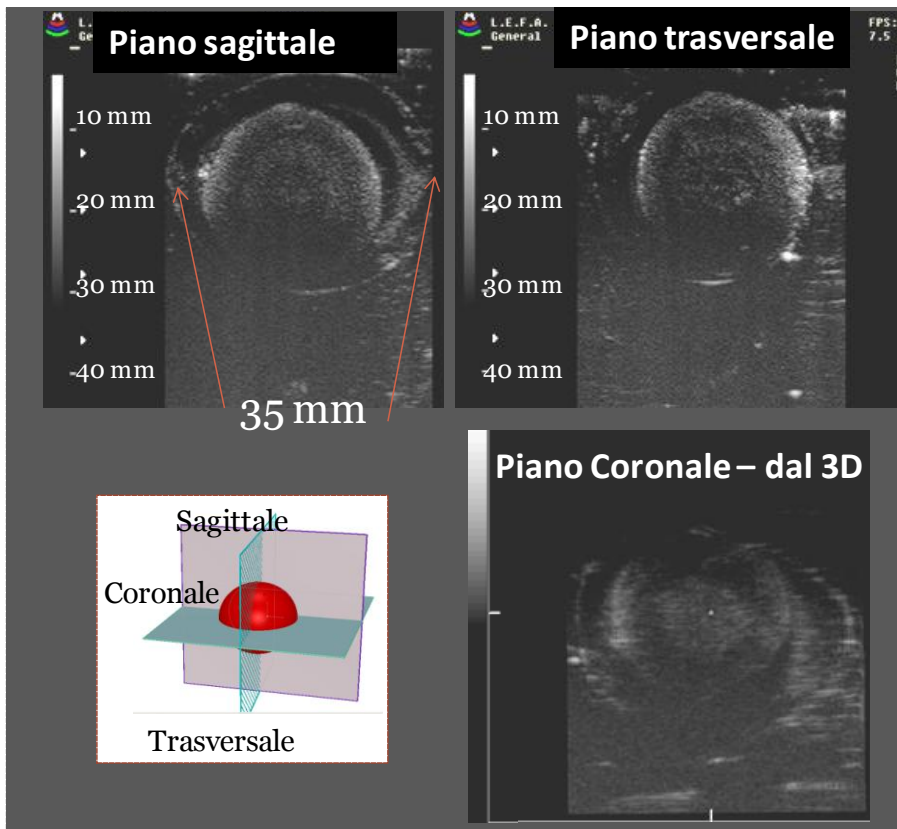 L.
Ge
Piano sagittale
10 mm
20 mm
30 mm
40 mm
35 mm
L.E.F.A.
General
Piano trasversale
FPS:
7.5
10 mm
20 mm
30 mm
40 mm
Sagittale
Coronale
Trasversale
Piano Coronale – dal 3D